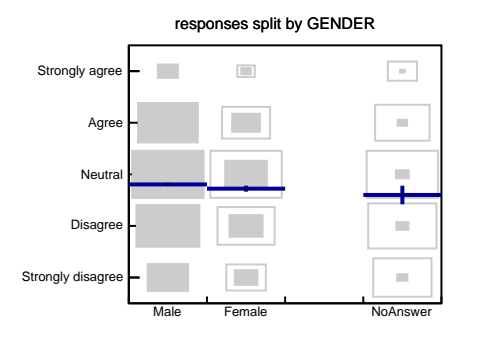 responses split by GENDER
Strongly agree
Agree
Neutral
Disagree
Strongly disagree
Male
Female
NoAnswer